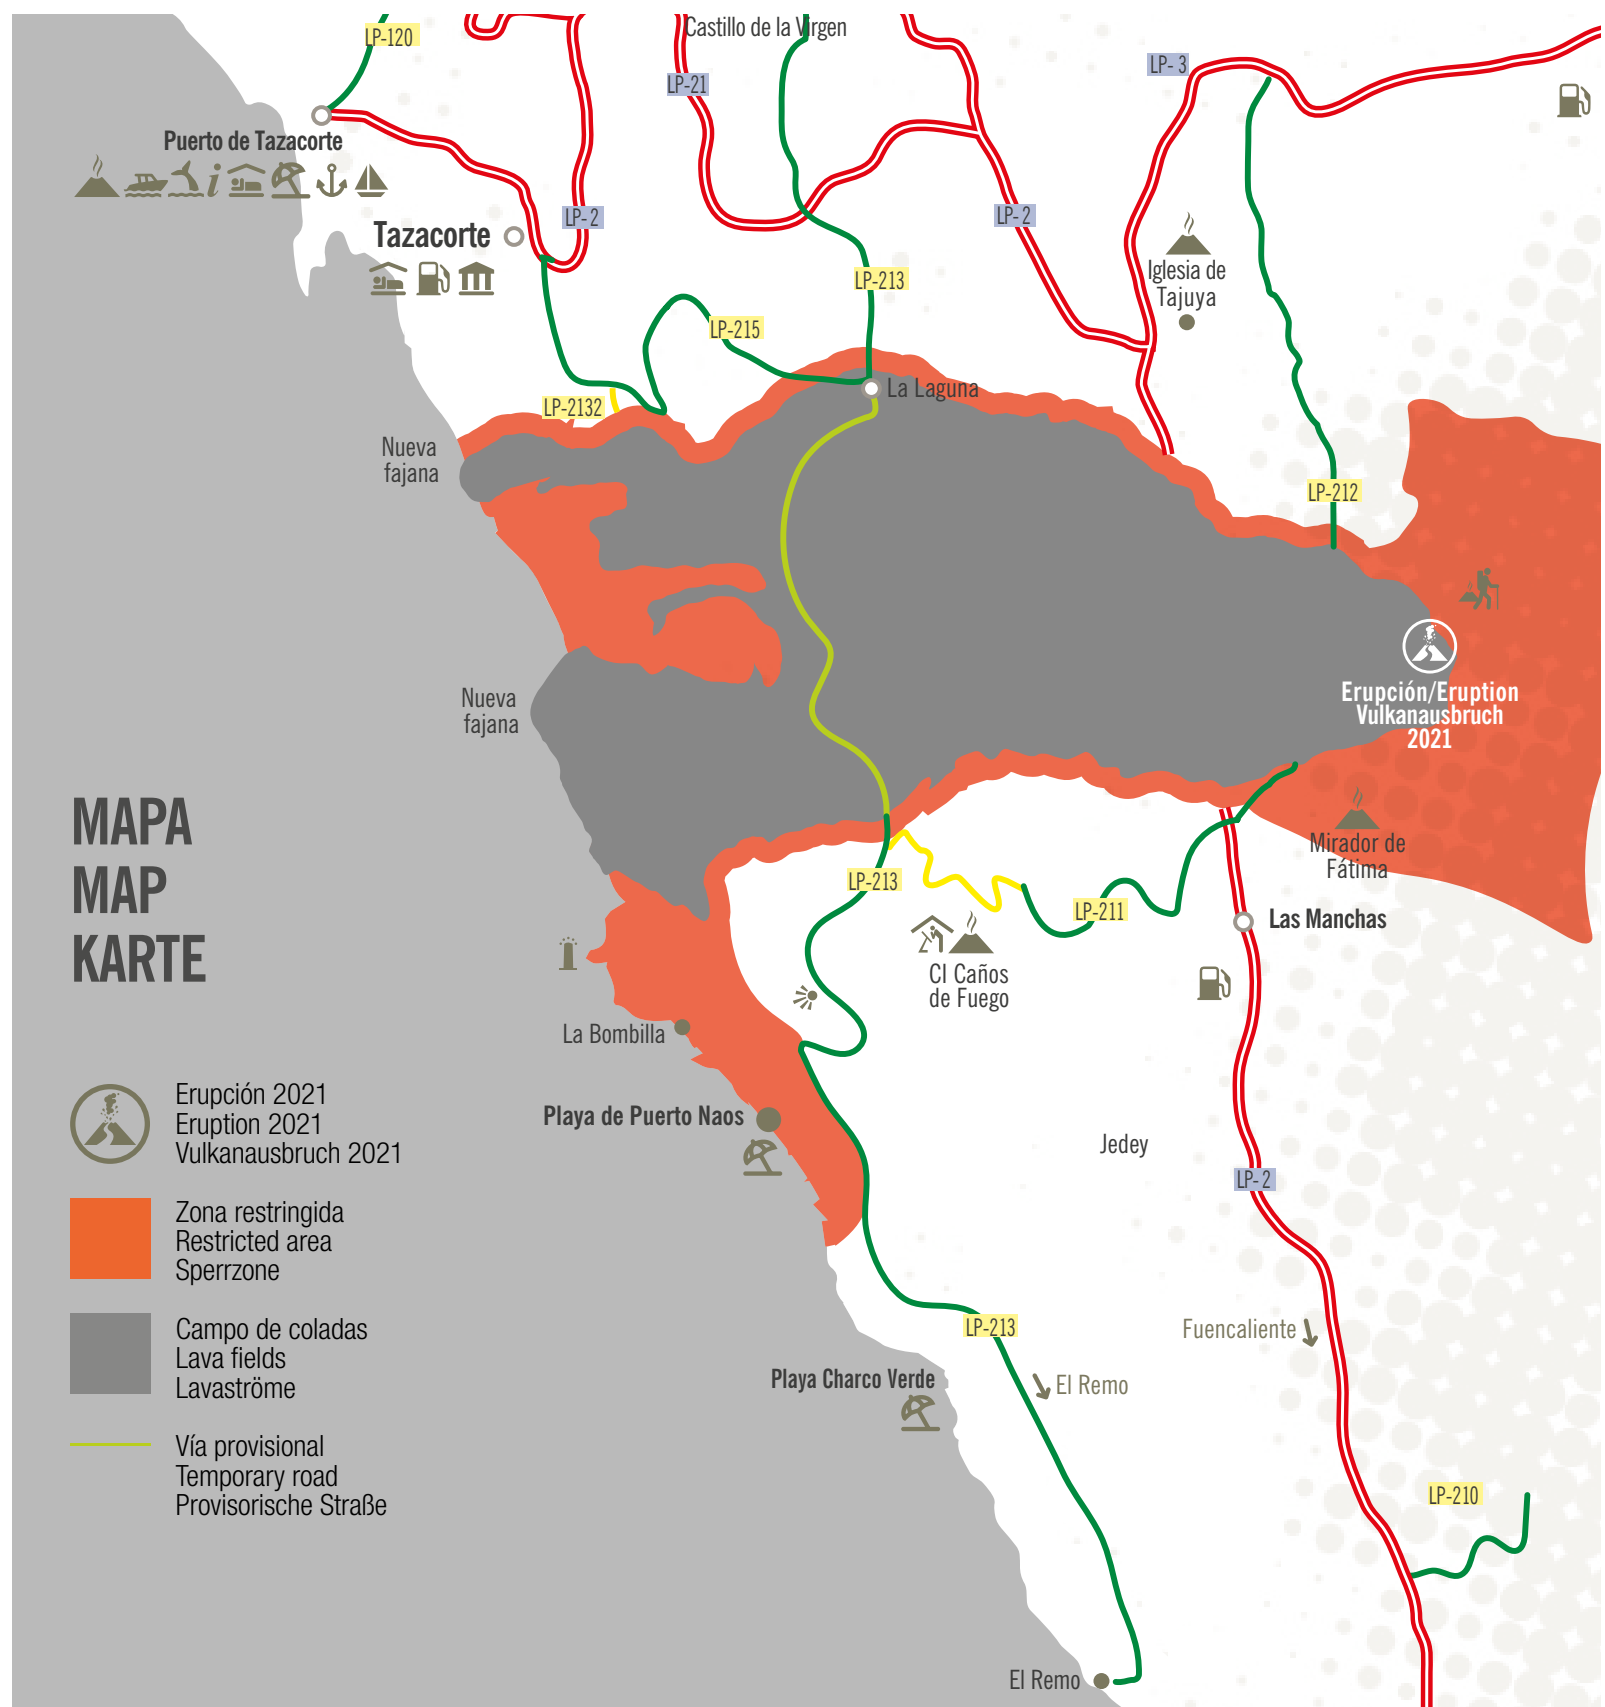 Castillo de la Virgen
LP-120
LP-21
LP- 3
Puerto de Tazacorte
i
LP- 2
LP- 2
Tazacorte
LP-213
Iglesia de
Tajuya
LP-215
La Laguna
LP-2132
Nueva
fajana
LP-212
Nueva
fajana
Erupción/Eruption
Vulkanausbruch
2021
MAPA
MAP
KARTE
Mirador de
Fátima
LP-213
LP-211
Las Manchas
CI Caños
de Fuego
La Bombilla
Playa de Puerto Naos
Jedey
LP- 2
Erupción 2021
Eruption 2021
Vulkanausbruch 2021
Zona restringida
Restricted area
Sperrzone
Campo de coladas
Lava fields
Lavaströme
Vía provisional
Temporary road
Provisorische Straße
LP-213
Fuencaliente
Playa Charco Verde
El Remo
LP-210
El Remo